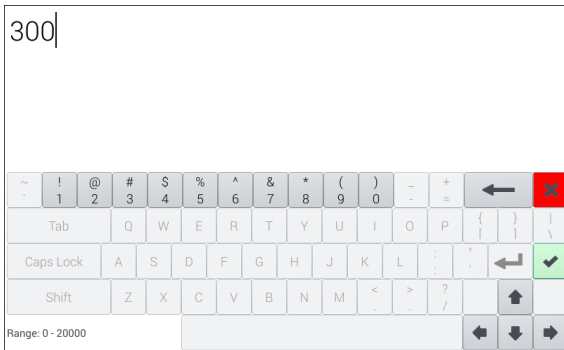 300
~ ! @ # $ % ^ & * ( ) _ +
` 1 2 3 4 5 6 7 8 9 0 - =
Tab Q W E R T Y U I O P { } |
[ ] \
Caps Lock A S D F G H J K L : "
; '
Shift Z X C V B N M < > ?
, . /
Range: 0 - 20000